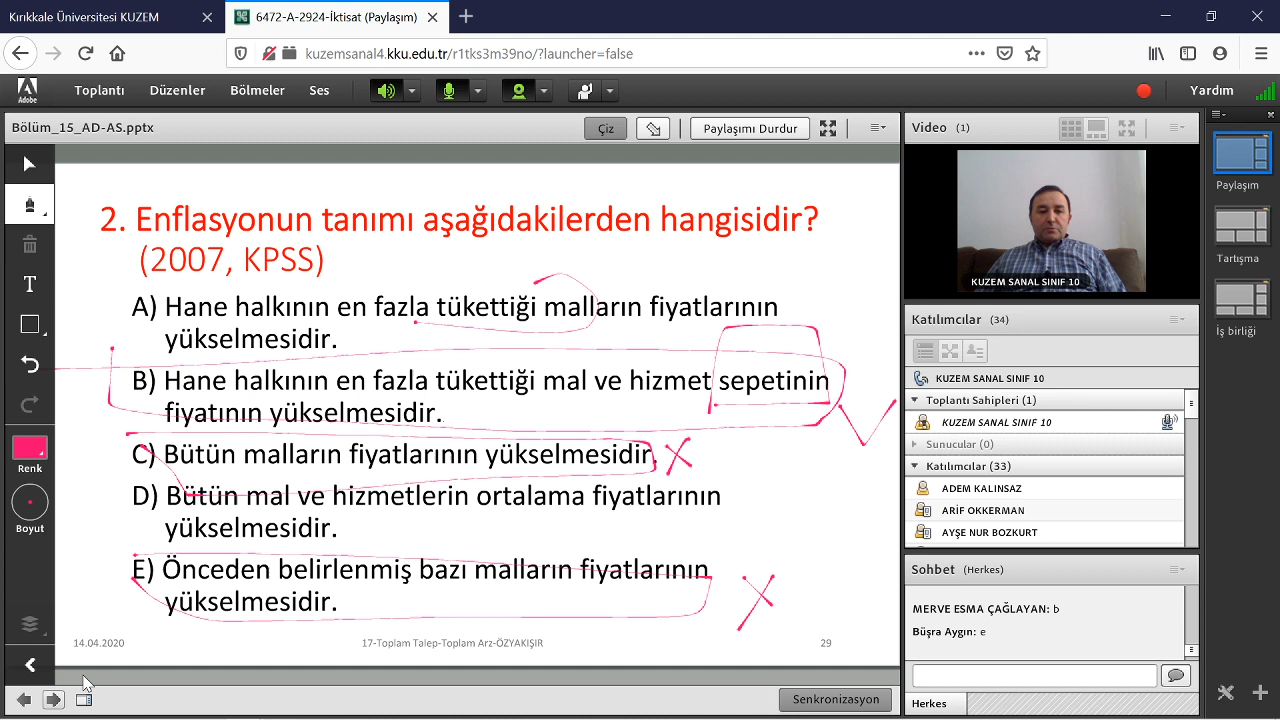 Kırıkkale Üniversitesi KUZEM
6472-A-2924-İktisat (Paylaşım)
kuzemsanal4.kku.edu.tr/r1tks3m39no/?launcher=false
Adobe
Toplantı
Düzenler
Bölmeler
Ses
Yardım
Bölüm_15_AD-AS.pptx
Çiz
Paylaşımı Durdur
T
Renk
Boyut
2. Enflasyonun tanımı aşağıdakilerden hangisidir?
(2007, KPSS)
A) Hane halkının en fazla tükettiği malların fiyatlarının
yükselmesidir.
B) Hane halkının en fazla tükettiği mal ve hizmet sepetinin
fiyatının yükselmesidir.
C) Bütün malların fiyatlarının yükselmesidir.
D) Bütün mal ve hizmetlerin ortalama fiyatlarının
yükselmesidir.
E) Önceden belirlenmiş bazı malların fiyatlarının
yükselmesidir.
14.04.2020
17-Toplam Talep-Toplam Arz-ÖZYAKIŞIR
29
Senkronizasyon
Video (1)
KUZEM SANAL SINIF 10
Katılımcılar (34)
KUZEM SANAL SINIF 10
Toplantı Sahipleri (1)
KUZEM SANAL SINIF 10
Sunucular (0)
Katılımcılar (33)
ADEM KALINSAZ
ARİF OKKERMAN
AYŞE NUR BOZKURT
Sohbet (Herkes)
MERVE ESMA ÇAĞLAYAN: b
Büşra Aygın: e
Herkes
Paylaşım
Tartışma
İş birliği